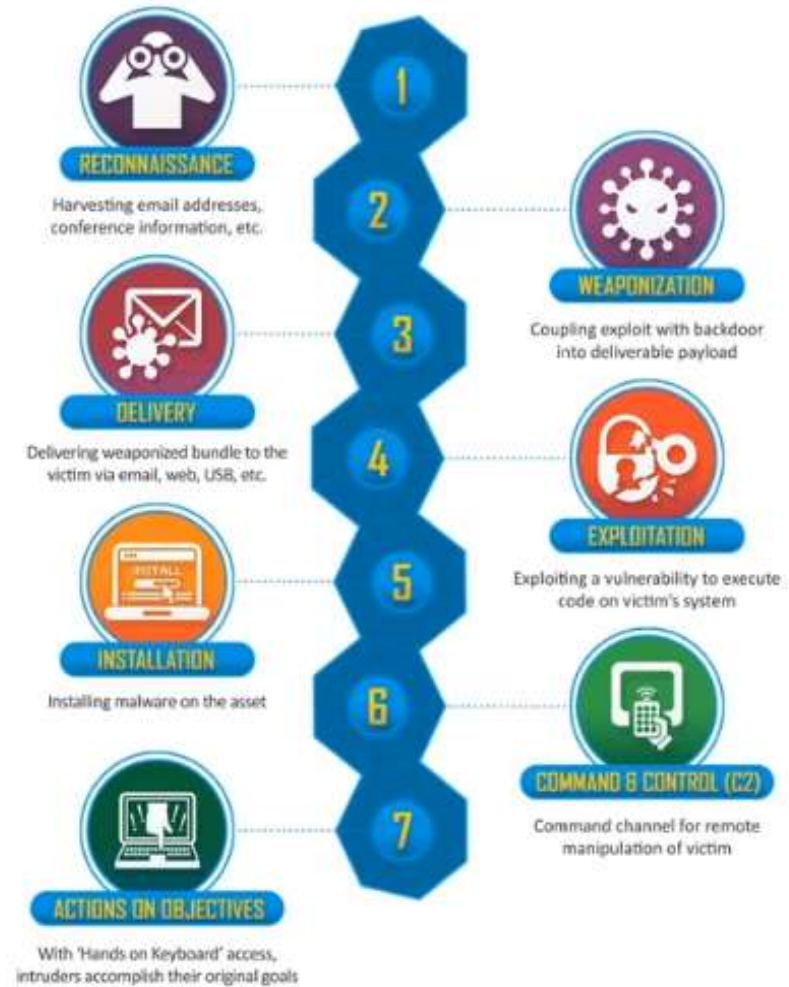 1
RECONNAISSANCE
Harvesting email addresses,
conference information, etc.
2
WEAPONIZATION
Coupling exploit with backdoor
into deliverable payload
3
DELIVERY
Delivering weaponized bundle to the
victim via email, web, USB, etc.
4
EXPLOITATION
Exploiting a vulnerability to execute
code on victim's system
5
INSTALL
INSTALLATION
Installing malware on the asset
6
COMMAND & CONTROL (C2)
Command channel for remote
manipulation of victim
7
ACTIONS ON OBJECTIVES
With 'Hands on Keyboard' access,
intruders accomplish their original goals